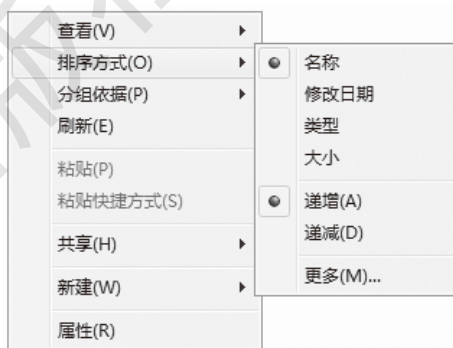 查看(V)
排序方式(O)
分组依据(P)
刷新(E)
粘贴(P)
粘贴快捷方式(S)
共享(H)
新建(W)
属性(R)
名称
修改日期
类型
大小
递增(A)
递减(D)
更多(M)...